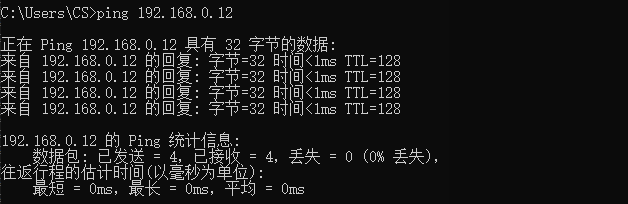 C:\Users\CS>ping 192.168.0.12
正在 Ping 192.168.0.12 具有 32 字节的数据:
来自 192.168.0.12 的回复: 字节=32 时间<1ms TTL=128
来自 192.168.0.12 的回复: 字节=32 时间<1ms TTL=128
来自 192.168.0.12 的回复: 字节=32 时间<1ms TTL=128
来自 192.168.0.12 的回复: 字节=32 时间<1ms TTL=128
192.168.0.12 的 Ping 统计信息:
数据包: 已发送 = 4, 已接收 = 4, 丢失 = 0 (0% 丢失),
往返行程的估计时间(以毫秒为单位):
最短 = 0ms, 最长 = 0ms, 平均 = 0ms